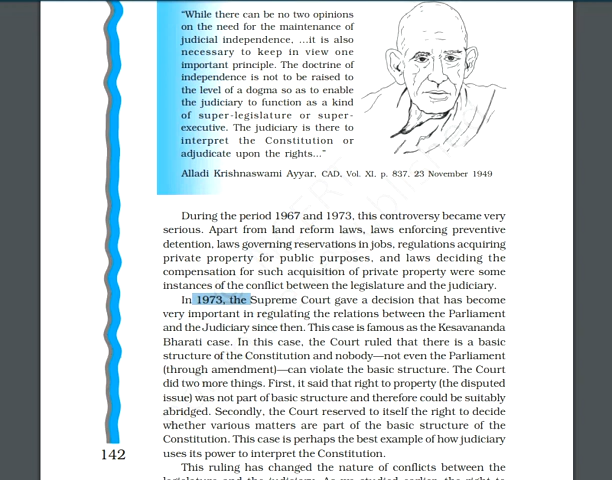 “While there can be no two opinions
on the need for the maintenance of
judicial independence, ...it is also
necessary to keep in view one
important principle. The doctrine of
independence is not to be raised to
the level of a dogma so as to enable
the judiciary to function as a kind
of super-legislature or super-
executive. The judiciary is there to
interpret the Constitution or
adjudicate upon the rights...”
Alladi Krishnaswami Ayyar, CAD, Vol. XI, p. 837, 23 November 1949
During the period 1967 and 1973, this controversy became very
serious. Apart from land reform laws, laws enforcing preventive
detention, laws governing reservations in jobs, regulations acquiring
private property for public purposes, and laws deciding the
compensation for such acquisition of private property were some
instances of the conflict between the legislature and the judiciary.
In 1973, the Supreme Court gave a decision that has become
very important in regulating the relations between the Parliament
and the Judiciary since then. This case is famous as the Kesavananda
Bharati case. In this case, the Court ruled that there is a basic
structure of the Constitution and nobody—not even the Parliament
(through amendment)—can violate the basic structure. The Court
did two more things. First, it said that right to property (the disputed
issue) was not part of basic structure and therefore could be suitably
abridged. Secondly, the Court reserved to itself the right to decide
whether various matters are part of the basic structure of the
Constitution. This case is perhaps the best example of how judiciary
uses its power to interpret the Constitution.
142
This ruling has changed the nature of conflicts between the